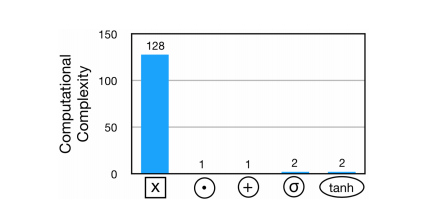 Computational
Complexity
150
100
50
0
128
1
1
2
2
x
•
+
σ
tanh